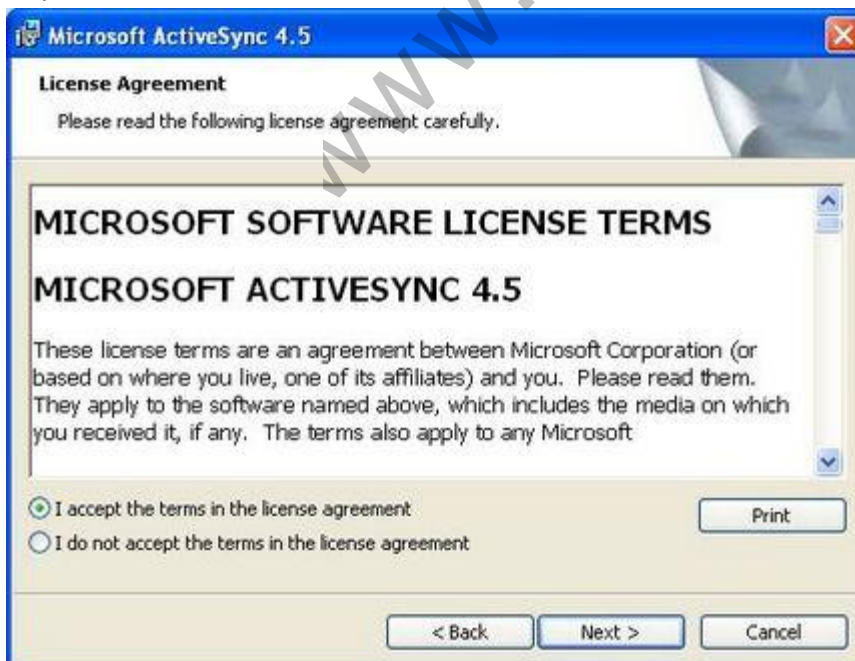 Microsoft ActiveSync 4.5
License Agreement
Please read the following license agreement carefully.
MICROSOFT SOFTWARE LICENSE TERMS
MICROSOFT ACTIVESYNC 4.5
These license terms are an agreement between Microsoft Corporation (or
based on where you live, one of its affiliates) and you.  Please read them.
They apply to the software named above, which includes the media on which
you received it, if any.  The terms also apply to any Microsoft
I accept the terms in the license agreement
Print
I do not accept the terms in the license agreement
< Back
Next >
Cancel
www.